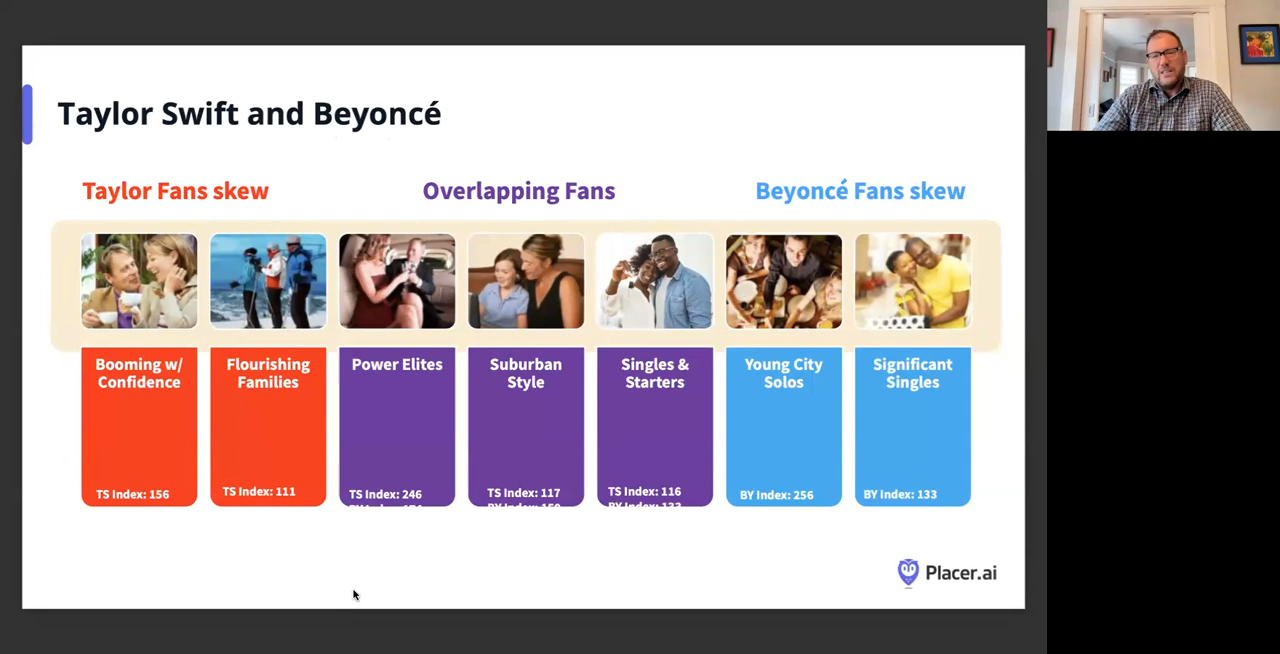 Taylor Swift and Beyoncé
Taylor Fans skew
Overlapping Fans
Beyoncé Fans skew
Booming w/
Confidence
TS Index: 156
Flourishing
Families
TS Index: 111
Power Elites
TS Index: 246
Suburban
Style
TS Index: 117
Singles &
Starters
TS Index: 116
Young City
Solos
BY Index: 256
Significant
Singles
BY Index: 133
Placer.ai